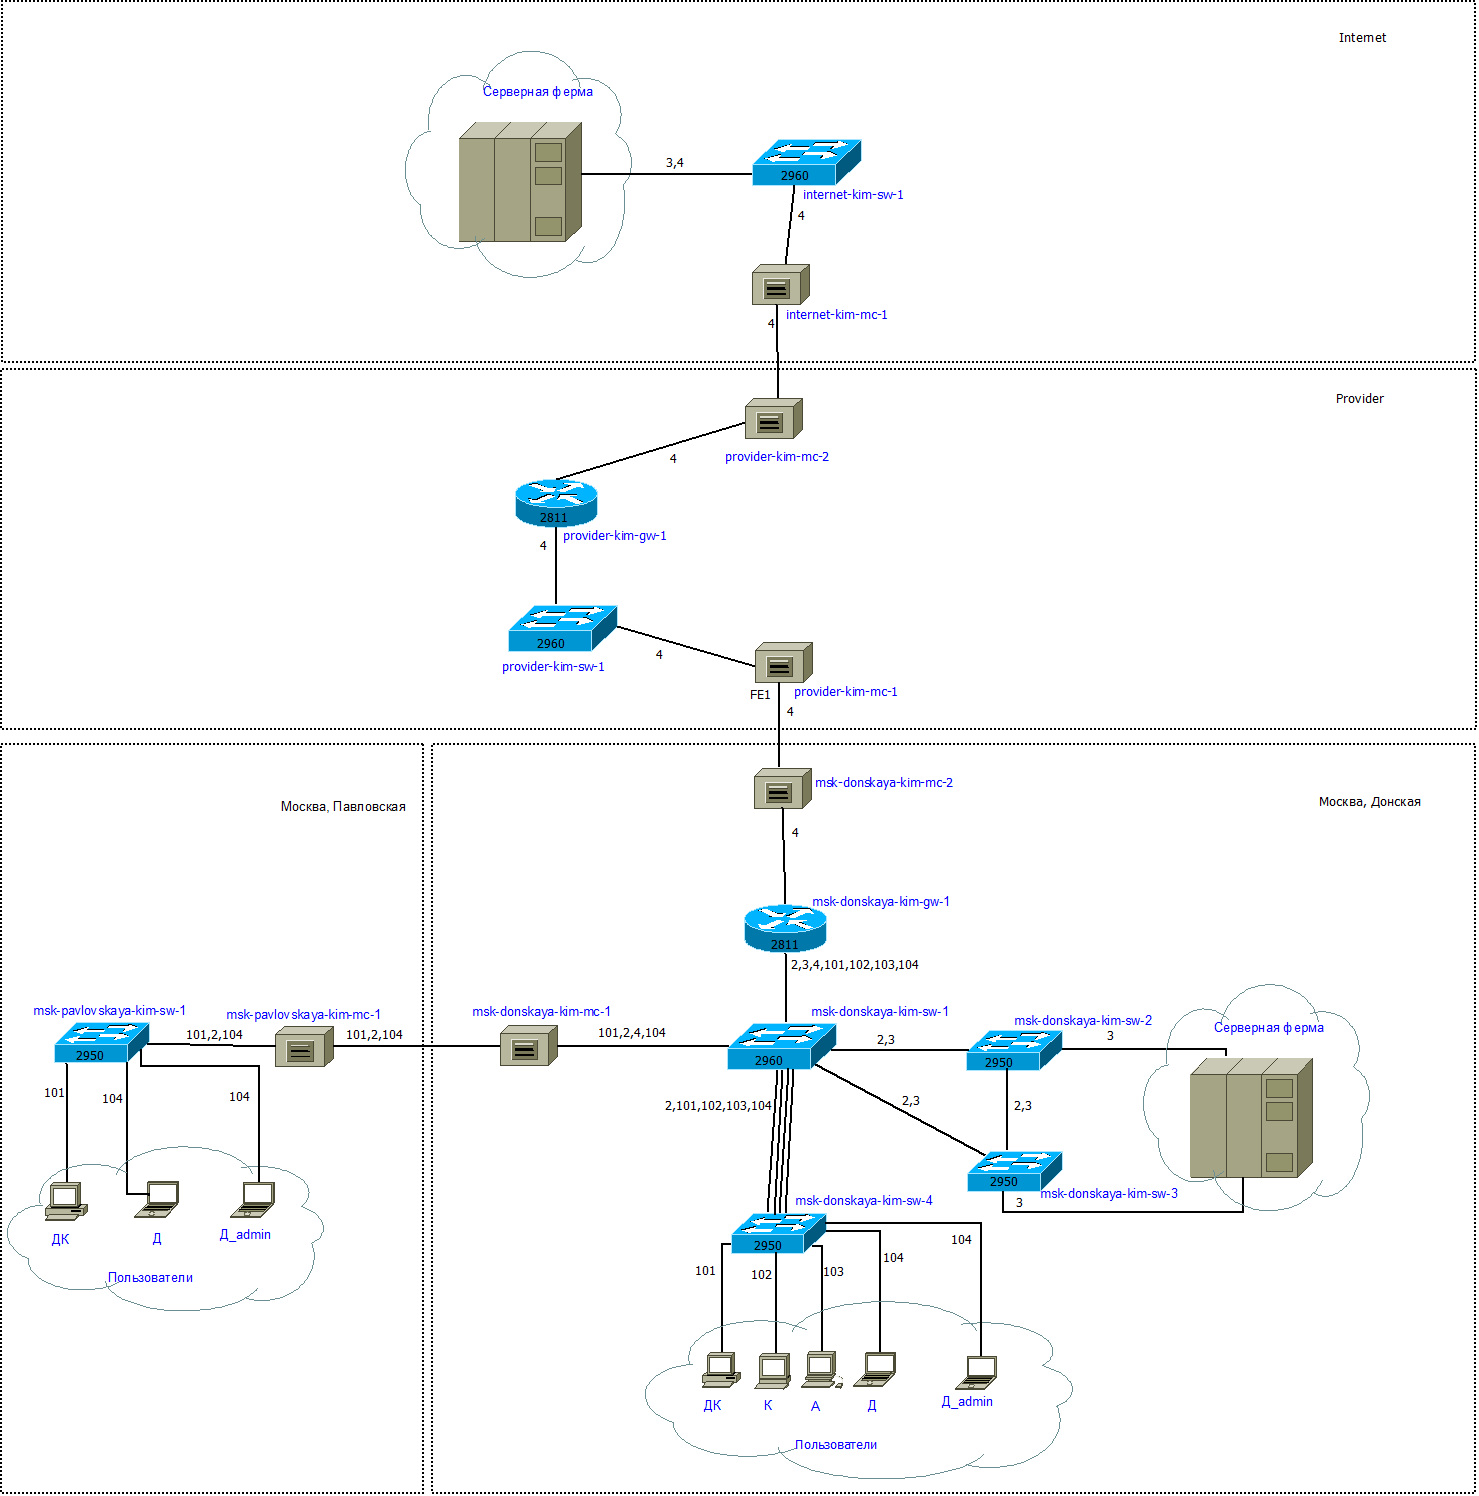 Internet
Серверная ферма
3,4
2960
internet-kim-sw-1
4
internet-kim-mc-1
4
Provider
provider-kim-mc-2
4
2811
provider-kim-gw-1
4
2960
provider-kim-sw-1
4
FE1
provider-kim-mc-1
4
Москва, Павловская
msk-donskaya-kim-mc-2
Москва, Донская
4
msk-donskaya-kim-gw-1
2811
2,3,4,101,102,103,104
msk-pavlovskaya-kim-sw-1
msk-pavlovskaya-kim-mc-1
msk-donskaya-kim-mc-1
msk-donskaya-kim-sw-1
msk-donskaya-kim-sw-2
Серверная ферма
2950
101,2,104
101,2,104
101,2,4,104
2960
2,3
2950
3
101
104
104
2,101,102,103,104
2,3
2,3
2950
msk-donskaya-kim-sw-3
3
msk-donskaya-kim-sw-4
2950
ДК
Д
Д_admin
Пользователи
101
102
103
104
104
ДК
К
А
Д
Д_admin
Пользователи